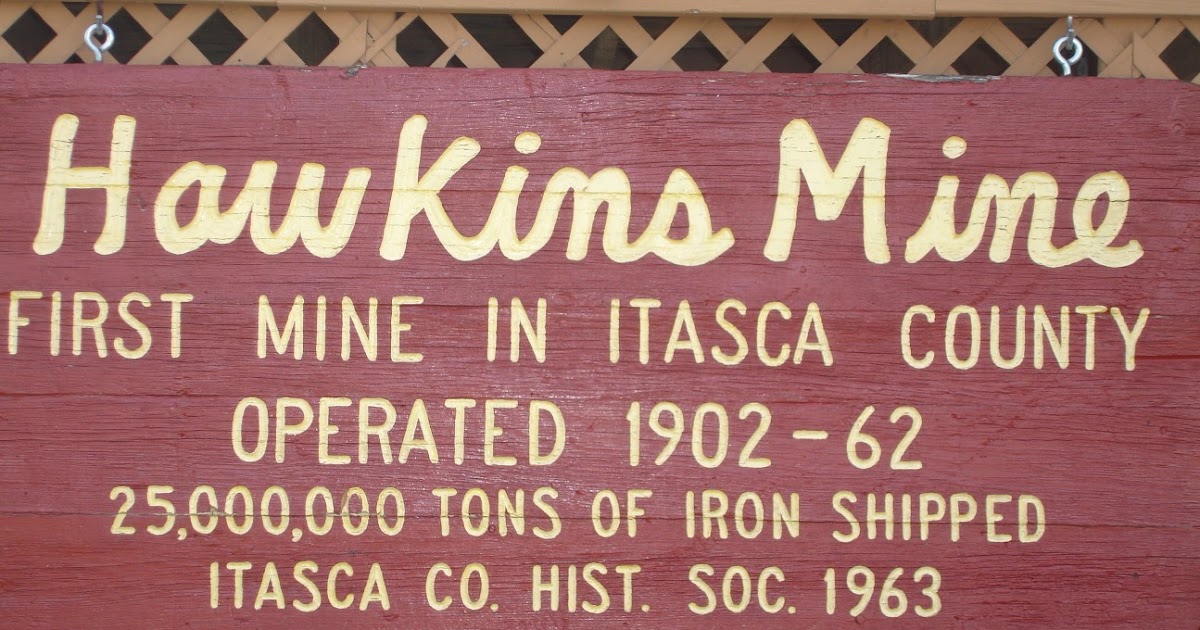 Hawkins Mine
FIRST MINE IN ITASCA COUNTY
OPERATED 1902-62
25,000,000 TONS OF IRON SHIPPED
ITASCA CO. HIST. SOC. 1963